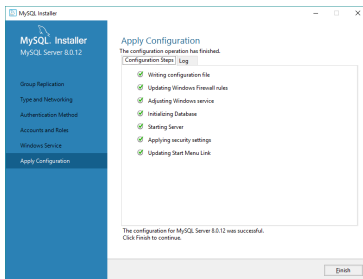 MySQL Installer
MySQL. Installer
MySQL Server 8.0.12
Group Replication
Type and Networking
Authentication Method
Accounts and Roles
Windows Service
Apply Configuration
Apply Configuration
The configuration operation has finished.
Configuration Steps Log
Writing configuration file
Updating Windows Firewall rules
Adjusting Windows service
Initializing Database
Starting Server
Applying security settings
Updating Start Menu Link
The configuration for MySQL Server 8.0.12 was successful.
Click Finish to continue.
Finish